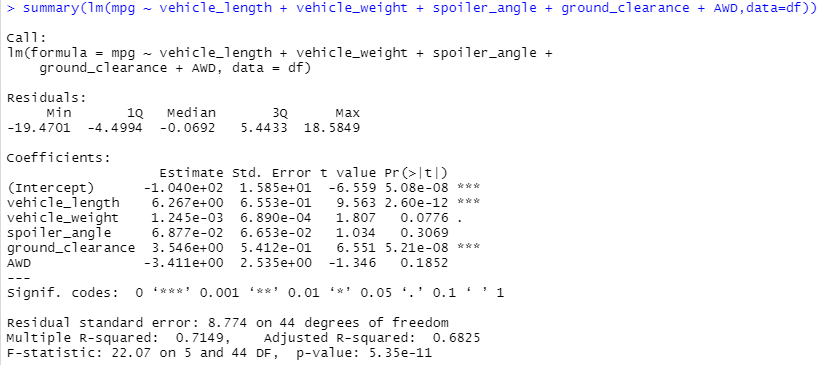 > summary(lm(mpg ~ vehicle_length + vehicle_weight + spoiler_angle + ground_clearance + AWD,data=df))
Call:
lm(formula = mpg ~ vehicle_length + vehicle_weight + spoiler_angle +
    ground_clearance + AWD, data = df)
Residuals:
     Min       1Q   Median       3Q      Max
-19.4701  -4.4994  -0.0692   5.4433  18.5849
Coefficients:
                   Estimate Std. Error t value Pr(>|t|)
(Intercept)      -1.040e+02  1.585e+01  -6.559 5.08e-08 ***
vehicle_length    6.267e+00  6.553e-01   9.563 2.60e-12 ***
vehicle_weight    1.245e-03  6.890e-04   1.807   0.0776 .
spoiler_angle     6.877e-02  6.653e-02   1.034   0.3069
ground_clearance  3.546e+00  5.412e-01   6.551 5.21e-08 ***
AWD              -3.411e+00  2.535e+00  -1.346   0.1852
---
Signif. codes:  0 ‘***’ 0.001 ‘**’ 0.01 ‘*’ 0.05 ‘.’ 0.1 ‘ ’ 1
Residual standard error: 8.774 on 44 degrees of freedom
Multiple R-squared:  0.7149,    Adjusted R-squared:  0.6825
F-statistic: 22.07 on 5 and 44 DF,  p-value: 5.35e-11